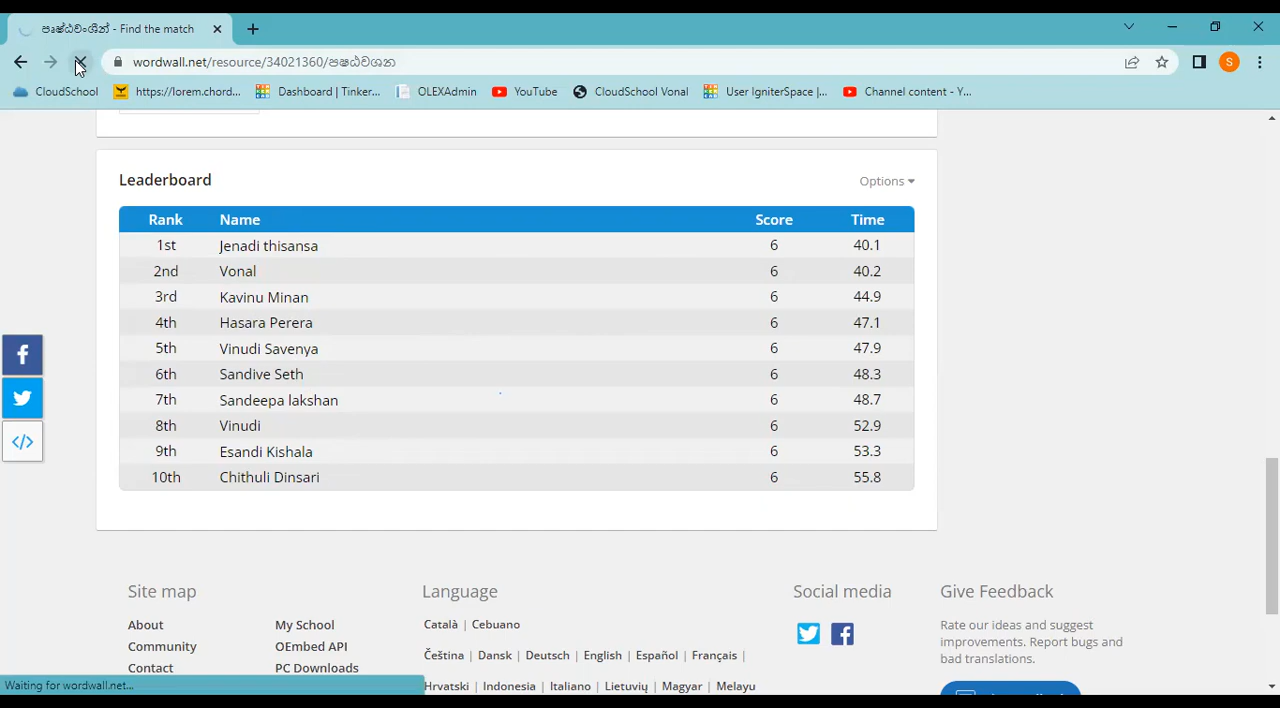 පෘෂ්ඨවංශීන් - Find the match
wordwall.net/resource/34021360/පෂඨවශන
CloudSchool https://lorem.chord... Dashboard | Tinker... OLEXAdmin YouTube CloudSchool Vonal User IgniterSpace |... Channel content - Y...
S
Leaderboard
Options
Rank Name Score Time
1st Jenadi thisansa 6 40.1
2nd Vonal 6 40.2
3rd Kavinu Minan 6 44.9
4th Hasara Perera 6 47.1
5th Vinudi Savenya 6 47.9
6th Sandive Seth 6 48.3
7th Sandeepa lakshan 6 48.7
8th Vinudi 6 52.9
9th Esandi Kishala 6 53.3
10th Chithuli Dinsari 6 55.8
Site map
About My School
Community OEmbed API
Contact PC Downloads
Language
Català | Cebuano
Čeština | Dansk | Deutsch | English | Español | Français |
Hrvatski | Indonesia | Italiano | Lietuvių | Magyar | Melayu
Social media
Give Feedback
Rate our ideas and suggest
improvements. Report bugs and
bad translations.
Waiting for wordwall.net...